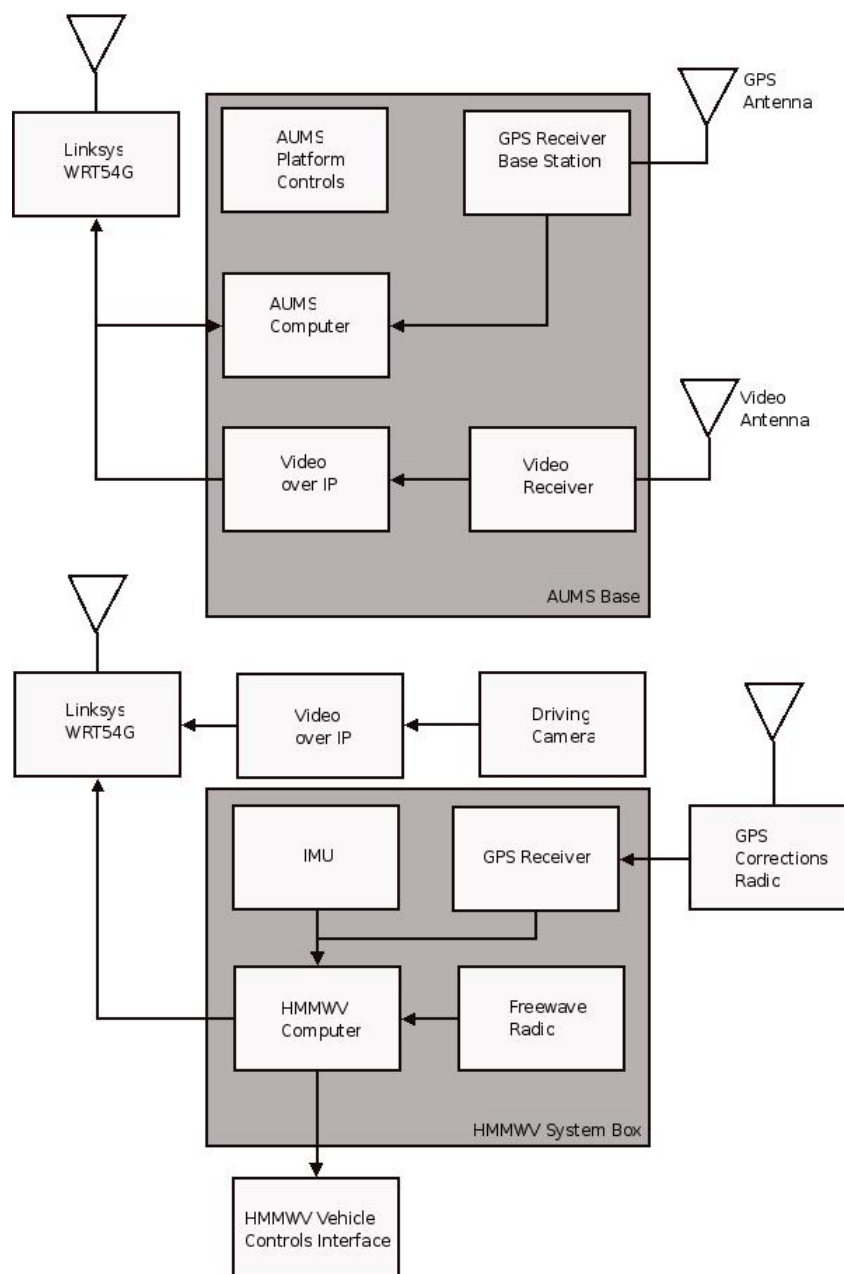 GPS
Antenna
Linksys
WRT54G
AUMS
Platform
Controls
GPS Receiver
Base Station
AUMS
Computer
Video
Antenna
Video
over IP
Video
Receiver
AUMS Base
Linksys
WRT54G
Video
over IP
Driving
Camera
IMU
GPS Receiver
GPS
Corrections
Radic
HMMWV
Computer
Freewave
Radic
HMMWV System Box
HMMWV Vehicle
Controls Interface